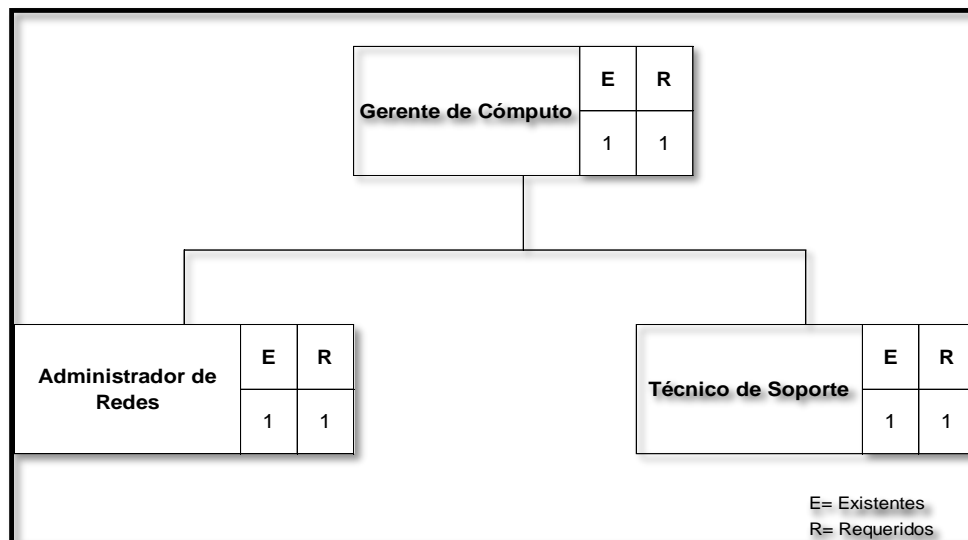 Gerente de Cómputo
E R
1 1
Administrador de
Redes
E R
1 1
Técnico de Soporte
E R
1 1
E= Existentes
R= Requeridos